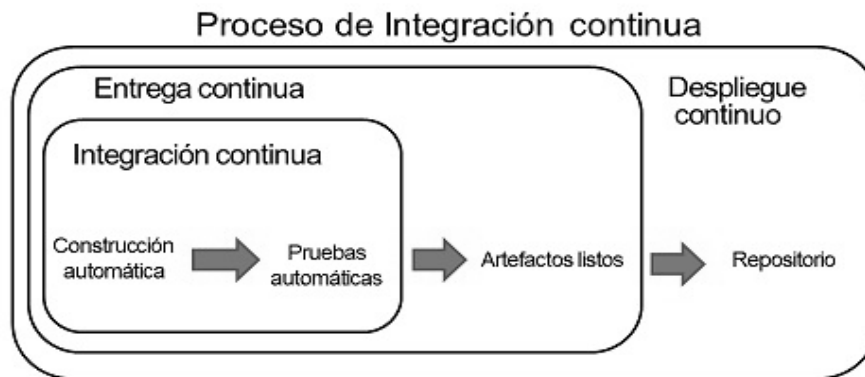 Proceso de Integración continua
Entrega continua
Despliegue
continuo
Integración continua
Construcción
automática
Pruebas
automáticas
Artefactos listos
Repositorio